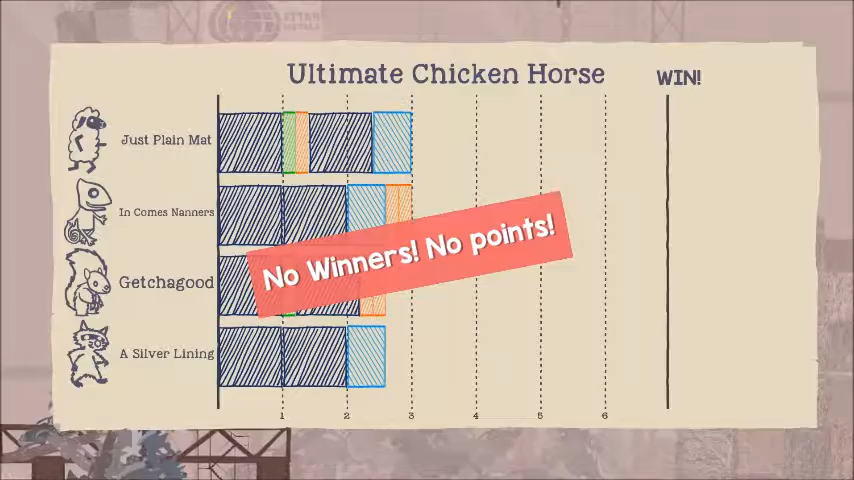 Ultimate Chicken Horse
WIN!
Just Plain Mat
In Comes Nanners
No Winners! No points!
Getchagood
A Silver Lining
1 2 3 4 5 6